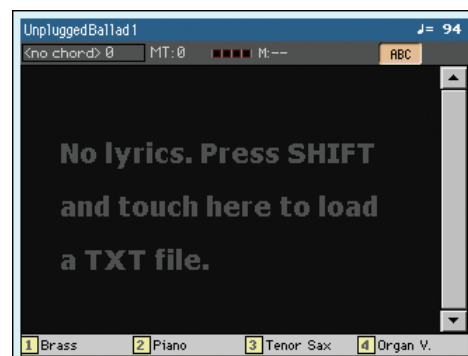 UnpluggedBallad1 ♩= 94
<no chord> 0 MT:0 M:-- ABC
No lyrics. Press SHIFT
and touch here to load
a TXT file.
1 Brass 2 Piano 3 Tenor Sax 4 Organ V.